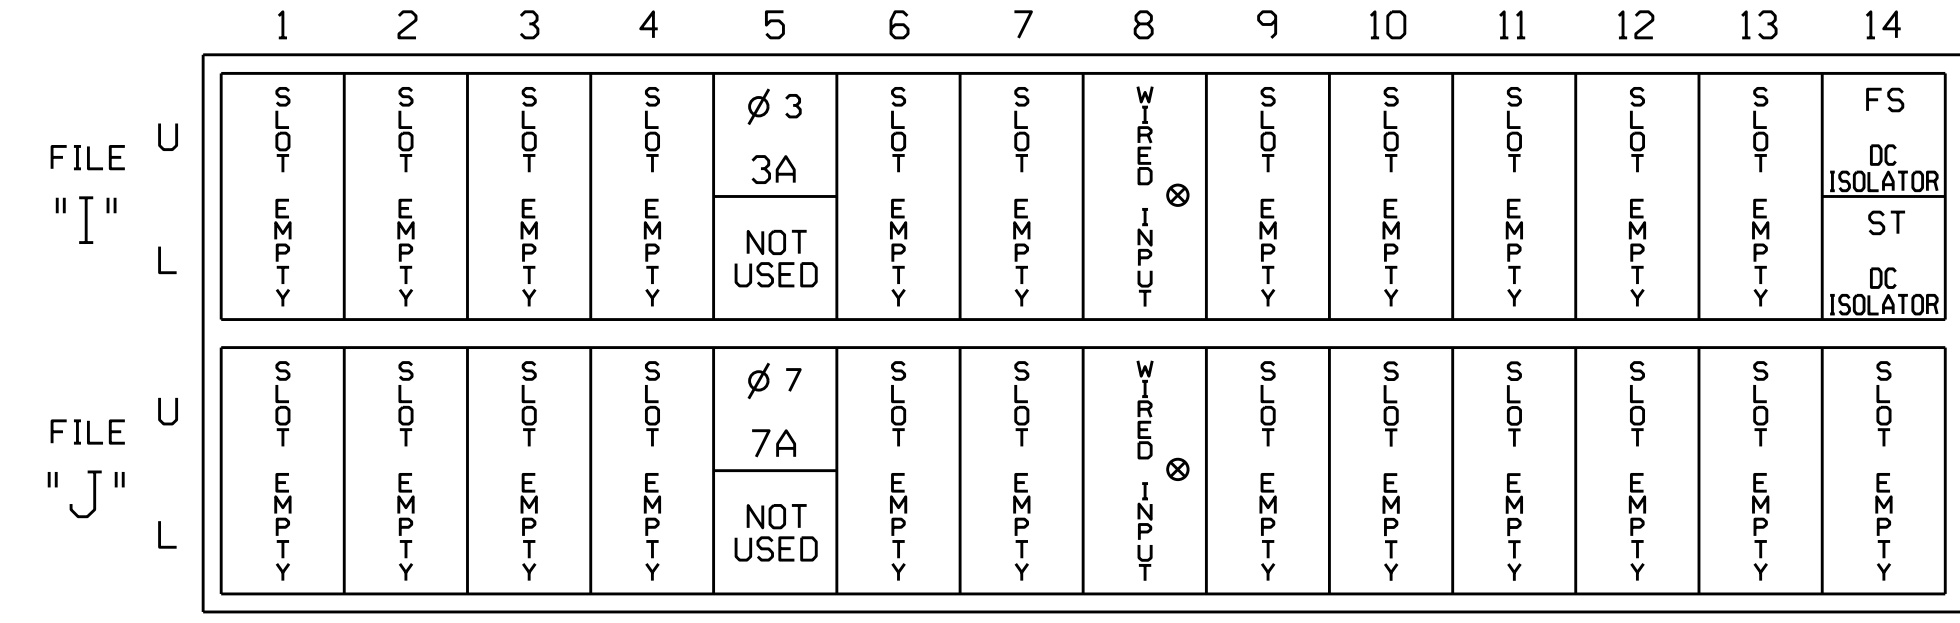 1 2 3 4 5 6 7 8 9 10 11 12 13 14
FILE "I"
U
L
SLOT EMPTY
SLOT EMPTY
SLOT EMPTY
SLOT EMPTY
Ø 3
3A
NOT
USED
SLOT EMPTY
SLOT EMPTY
WIRED INPUT
⊗
SLOT EMPTY
SLOT EMPTY
SLOT EMPTY
SLOT EMPTY
SLOT EMPTY
FS
DC
ISOLATOR
ST
DC
ISOLATOR
FILE "J"
U
L
SLOT EMPTY
SLOT EMPTY
SLOT EMPTY
SLOT EMPTY
Ø 7
7A
NOT
USED
SLOT EMPTY
SLOT EMPTY
WIRED INPUT
⊗
SLOT EMPTY
SLOT EMPTY
SLOT EMPTY
SLOT EMPTY
SLOT EMPTY
SLOT EMPTY